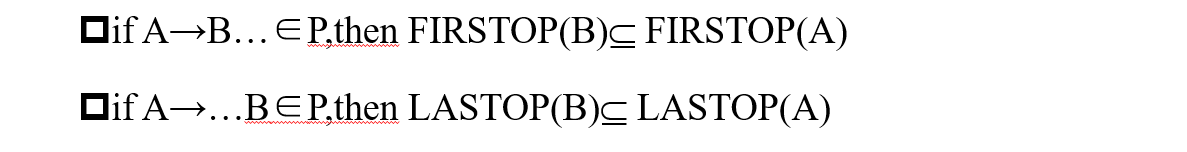 □if A→B…∈P,then FIRSTOP(B)⊆ FIRSTOP(A)
□if A→…B∈P,then LASTOP(B)⊆ LASTOP(A)